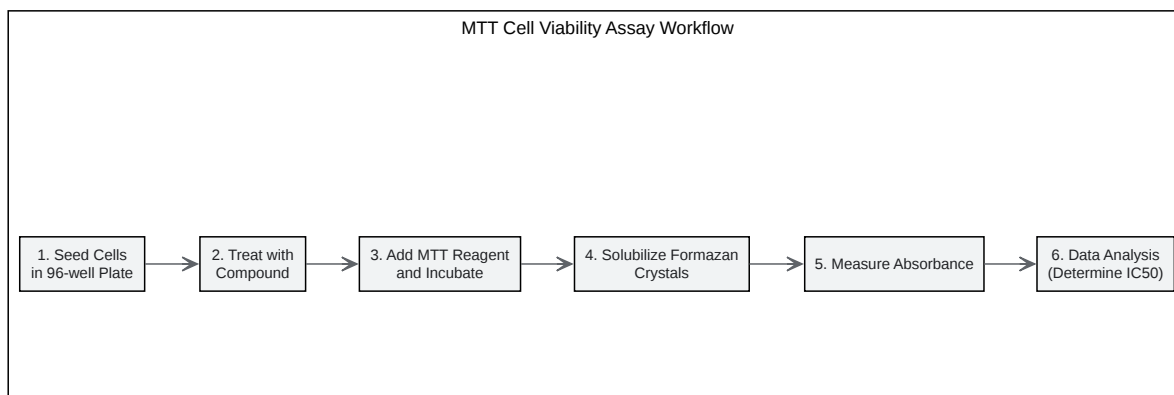 MTT Cell Viability Assay Workflow
1. Seed Cells
in 96-well Plate
2. Treat with
Compound
3. Add MTT Reagent
and Incubate
4. Solubilize Formazan
Crystals
5. Measure Absorbance
6. Data Analysis
(Determine IC50)